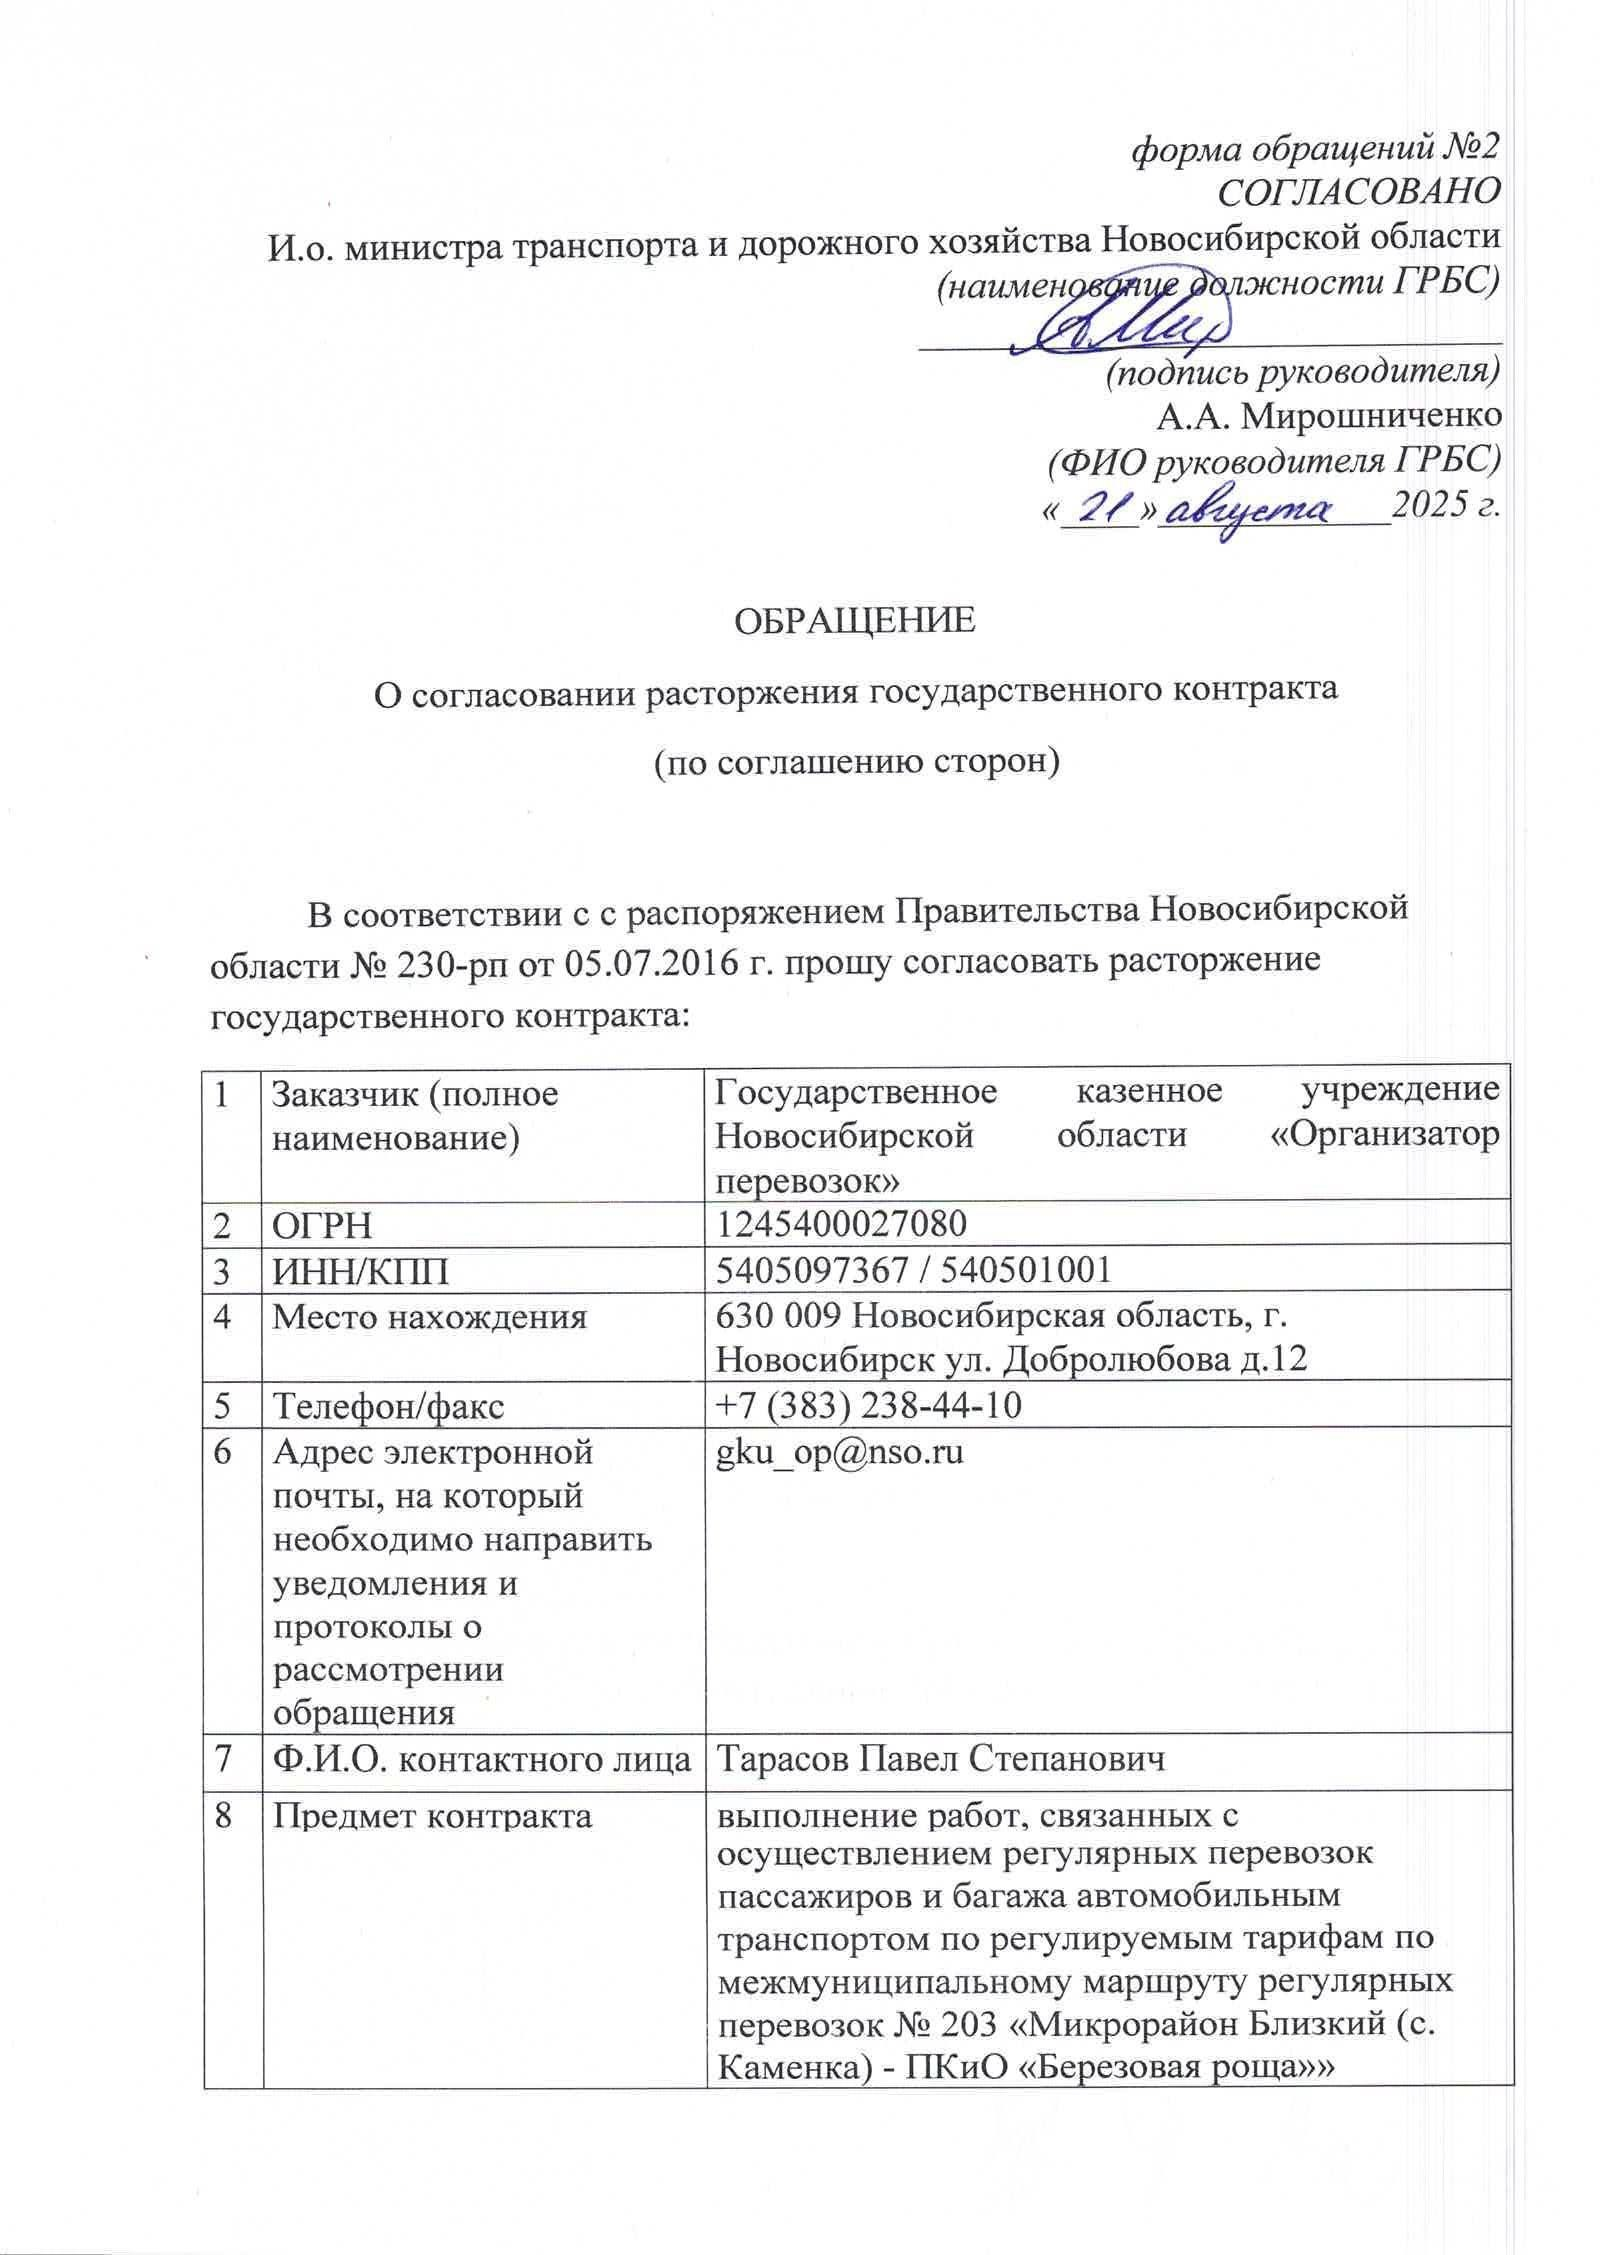 форма обращений №2
СОГЛАСОВАНО
И.о. министра транспорта и дорожного хозяйства Новосибирской области
(наименование должности ГРБС)
(подпись руководителя)
А.А. Мирошниченко
(ФИО руководителя ГРБС)
« 21 » августа 2025 г.
ОБРАЩЕНИЕ
О согласовании расторжения государственного контракта
(по соглашению сторон)
В соответствии с с распоряжением Правительства Новосибирской
области № 230-рп от 05.07.2016 г. прошу согласовать расторжение
государственного контракта:
1 Заказчик (полное
наименование)
Государственное казенное учреждение
Новосибирской области «Организатор
перевозок»
2 ОГРН 1245400027080
3 ИНН/КПП 5405097367 / 540501001
4 Место нахождения
630 009 Новосибирская область, г.
Новосибирск ул. Добролюбова д.12
5 Телефон/факс +7 (383) 238-44-10
6 Адрес электронной
почты, на который
необходимо направить
уведомления и
протоколы о
рассмотрении
обращения
gku_op@nso.ru
7 Ф.И.О. контактного лица Тарасов Павел Степанович
8 Предмет контракта
выполнение работ, связанных с
осуществлением регулярных перевозок
пассажиров и багажа автомобильным
транспортом по регулируемым тарифам по
межмуниципальному маршруту регулярных
перевозок № 203 «Микрорайон Близкий (с.
Каменка) - ПКиО «Березовая роща»»